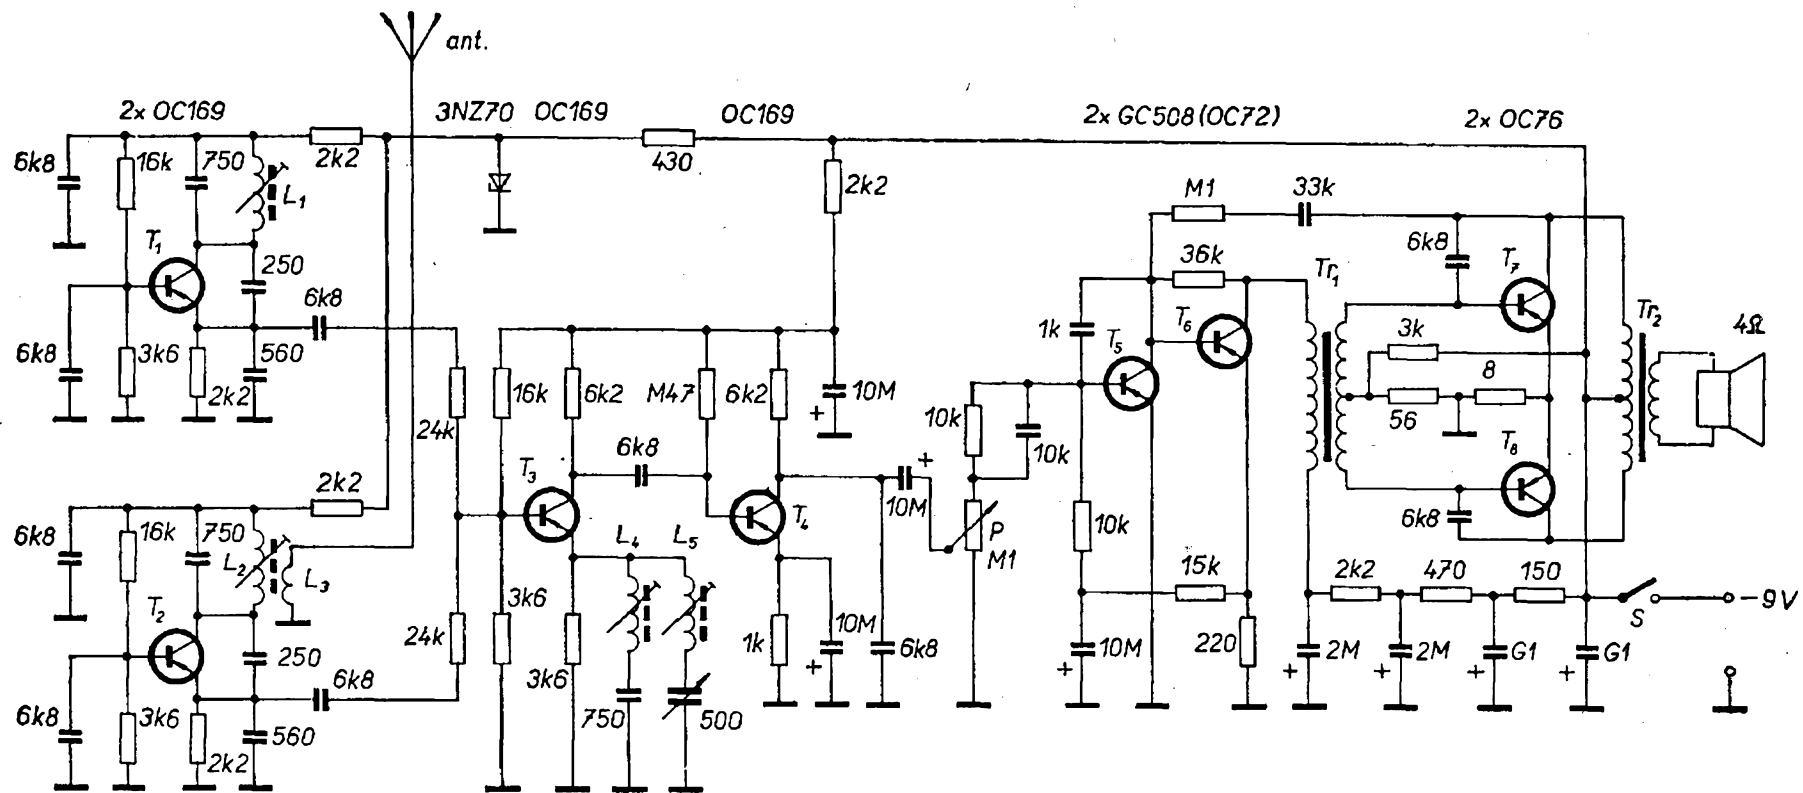 ant.
2x OC169
3NZ70
OC169
OC169
2x GC508 (OC72)
2x OC76
6k8
16k
750
2k2
L1
430
2k2
M1
33k
6k8
T1
250
6k8
36k
Tr1
T7
Tr2
4Ω
6k8
3k6
2k2
560
24k
16k
6k2
M47
6k2
10M
+
1k
T5
T6
3k
8
56
T8
10k
10k
6k8
T3
T4
10M
+
P
M1
10k
6k8
2k2
6k8
16k
750
L2
L3
L4
L5
15k
2k2
470
150
S
-9V
T2
250
6k8
24k
3k6
3k6
1k
10M
+
6k8
10M
+
220
2M
+
2M
+
G1
+
G1
+
6k8
3k6
2k2
560
750
500